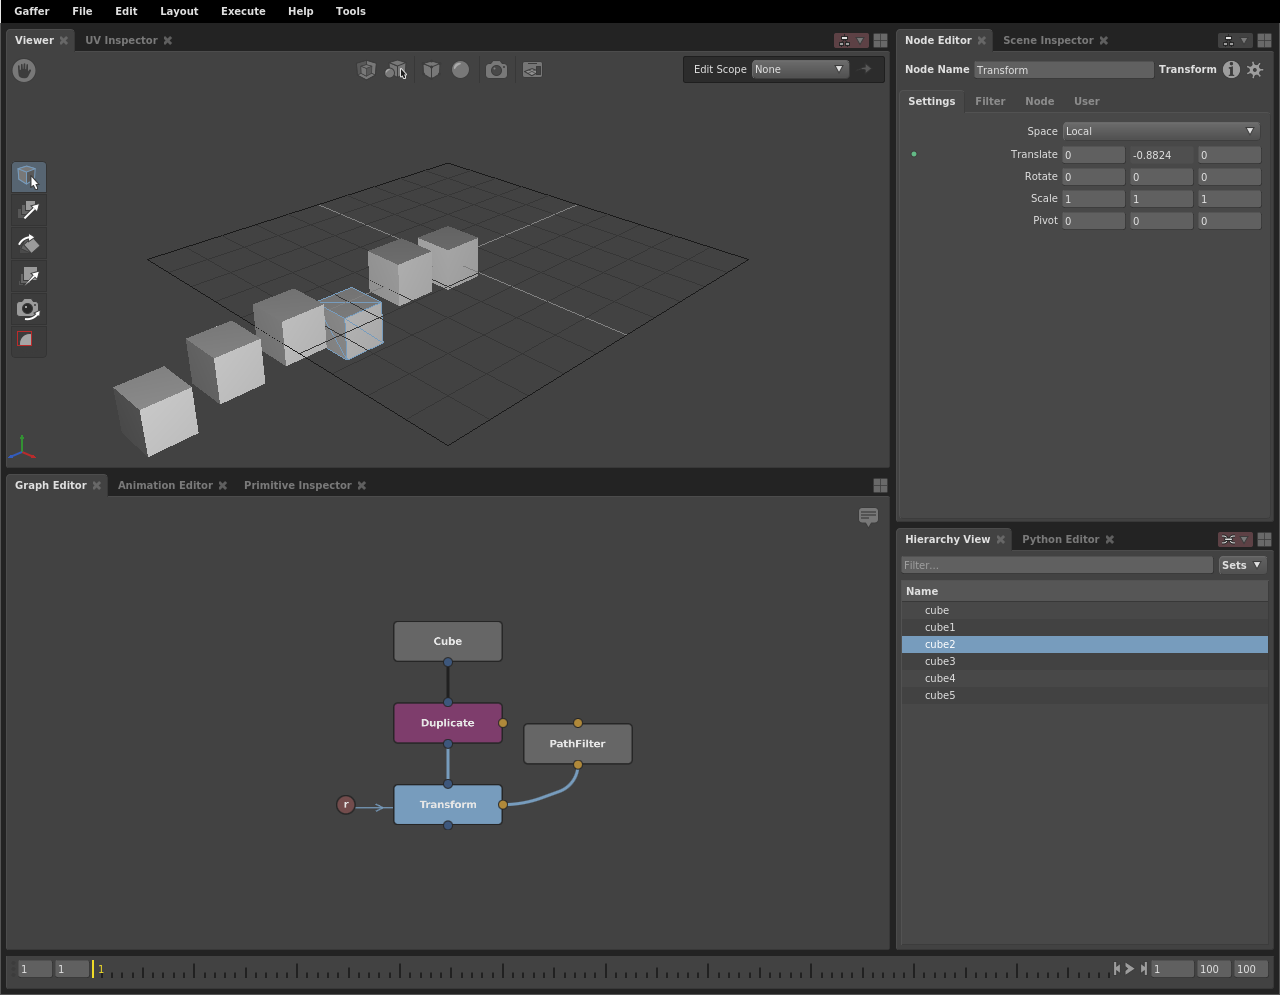 Gaffer File Edit Layout Execute Help Tools
Viewer UV Inspector
Edit Scope None
Node Editor Scene Inspector
Node Name Transform Transform
Settings Filter Node User
Space Local
Translate 0 -0.8824 0
Rotate 0 0 0
Scale 1 1 1
Pivot 0 0 0
Graph Editor Animation Editor Primitive Inspector
Cube
Duplicate
PathFilter
r Transform
Hierarchy View Python Editor
Filter... Sets
Name
cube
cube1
cube2
cube3
cube4
cube5
1 1 1 1 100 100